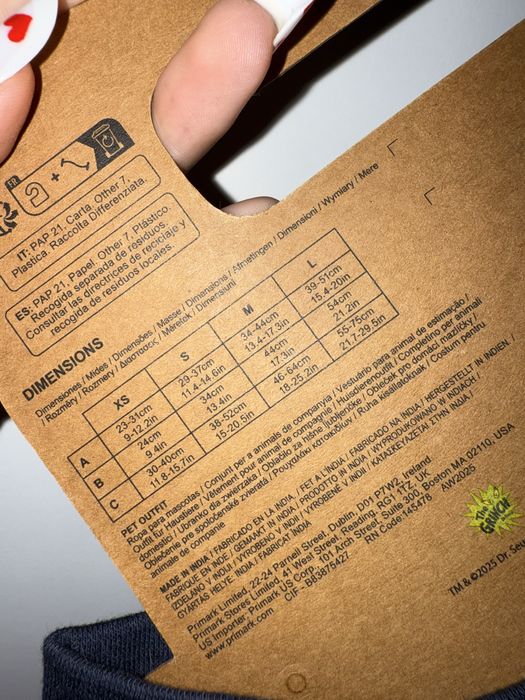 FR
IT: PAP 21, Carta, Other 7,
Plastica. Raccolta Differenziata.
ES: PAP 21, Papel. Other 7, Plástico.
Recogida separada de residuos.
Consultar las directrices de reciclaje y
recogida de residuos locales.
DIMENSIONS
Dimensiones / Mides / Dimensões / Masse / Dimensions / Afmetingen / Dimensioni / Wymiary / Mere
/ Rozměry / Rozmery / Διαστάσεις / Méretek / Dimensiuni
XS S M L
A 23-31cm 29-37cm 34-44cm 39-51cm
9-12.2in 11.4-14.6in 13.4-17.3in 15.4-20in
B 24cm 34cm 44cm 54cm
9.4in 13.4in 17.3in 21.2in
C 30-40cm 38-52cm 46-64cm 55-75cm
11.8-15.7in 15-20.5in 18-25.2in 21.7-29.5in
PET OUTFIT
Ropa para mascotas / Conjunt per a animals de companyia / Vestuário para animal de estimação /
Outfit für Haustiere / Vêtement pour animal de compagnie / Huisdierenoutfit / Completino per animali
domestici / Ubranko dla zwierzaka / Oblačilo za hišne ljubljenčke / Obleček pro domácí mazlíčky /
Oblečenie pre spoločenské zvieratá / Ρουχαλάκι κατοικίδιου / Ruha kisállatoknak / Costum pentru
animale de companie
MADE IN INDIA / FABRICADO EN LA INDIA / FET A L'ÍNDIA / FABRICADO NA ÍNDIA / HERGESTELLT IN INDIEN /
FABRIQUÉ EN INDE / GEMAAKT IN INDIA / PRODOTTO IN INDIA / WYPRODUKOWANO W INDIACH /
IZDELANO V INDIJI / VYROBENO V INDII / VYROBENÉ V INDII / ΚΑΤΑΣΚΕΥΑΖΕΤΑΙ ΣΤΗΝ ΙΝΔΙΑ /
GYÁRTÁS HELYE: INDIA / FABRICAT ÎN INDIA
Primark Limited, 22-24 Parnell Street, Dublin, D01 P7W2, Ireland
Primark Stores Limited, 41 West Street, Reading, RG1 1TZ, UK
US Importer: Primark US Corp., 101 Arch Street Suite 300, Boston MA 02110, USA
www.primark.com CIF - B83875427 RN Code:145478 AW2025
THE GRINCH
TM & ©2025 Dr. Seu